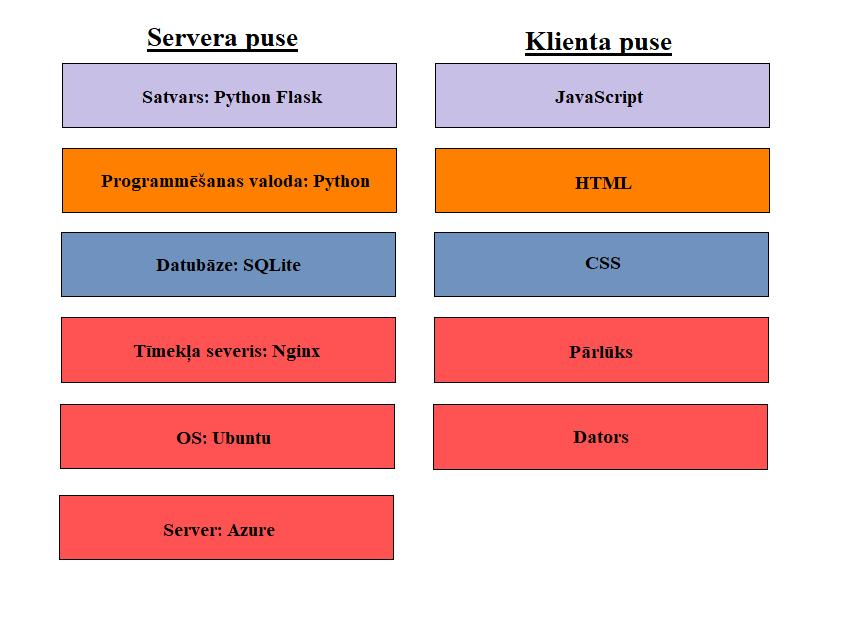 Servera puse
Satvars: Python Flask
Programmēšanas valoda: Python
Datubāze: SQLite
Tīmekļa severis: Nginx
OS: Ubuntu
Server: Azure
Klienta puse
JavaScript
HTML
CSS
Pārlūks
Dators